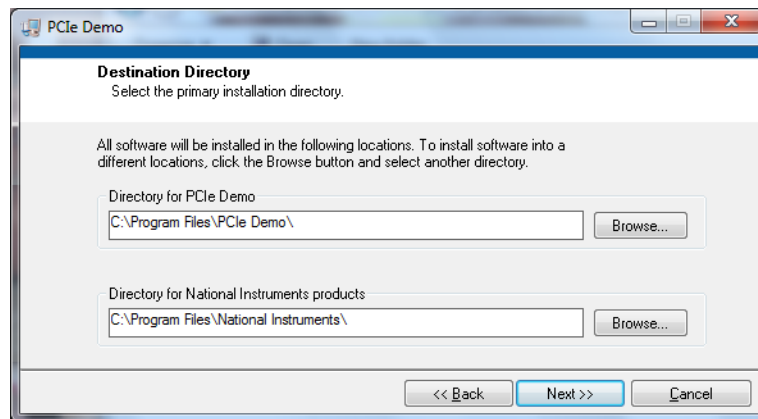 PCIe Demo
Destination Directory
Select the primary installation directory.
All software will be installed in the following locations. To install software into a
different locations, click the Browse button and select another directory.
Directory for PCIe Demo
C:\Program Files\PCIe Demo\
Browse...
Directory for National Instruments products
C:\Program Files\National Instruments\
Browse...
<< Back
Next >>
Cancel